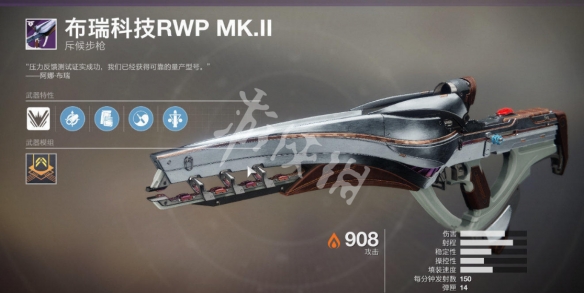 布瑞科技RWP MK.II
斥候步枪
“压力反馈测试证实成功，我们已经获得可靠的量产型号。”
——阿娜·布瑞
武器特性
武器模组
908
攻击
伤害
射程
稳定性
操控性
填装速度
每分钟发射数 150
弹匣 14